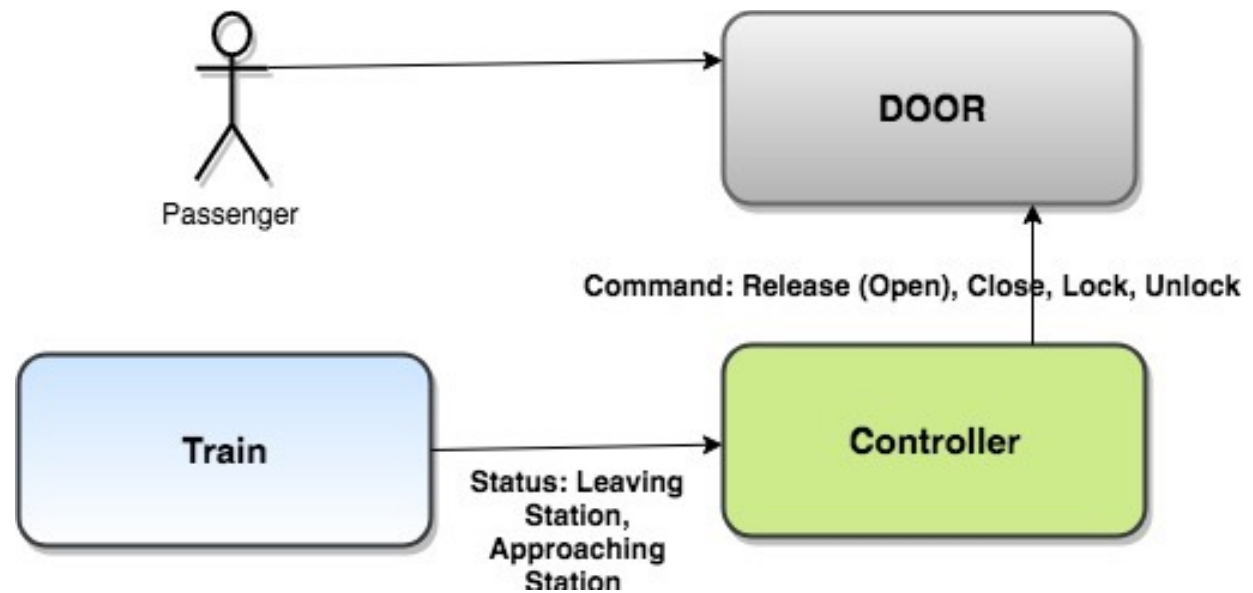 DOOR
Passenger
Command: Release (Open), Close, Lock, Unlock
Train
Controller
Status: Leaving
Station,
Approaching
Station